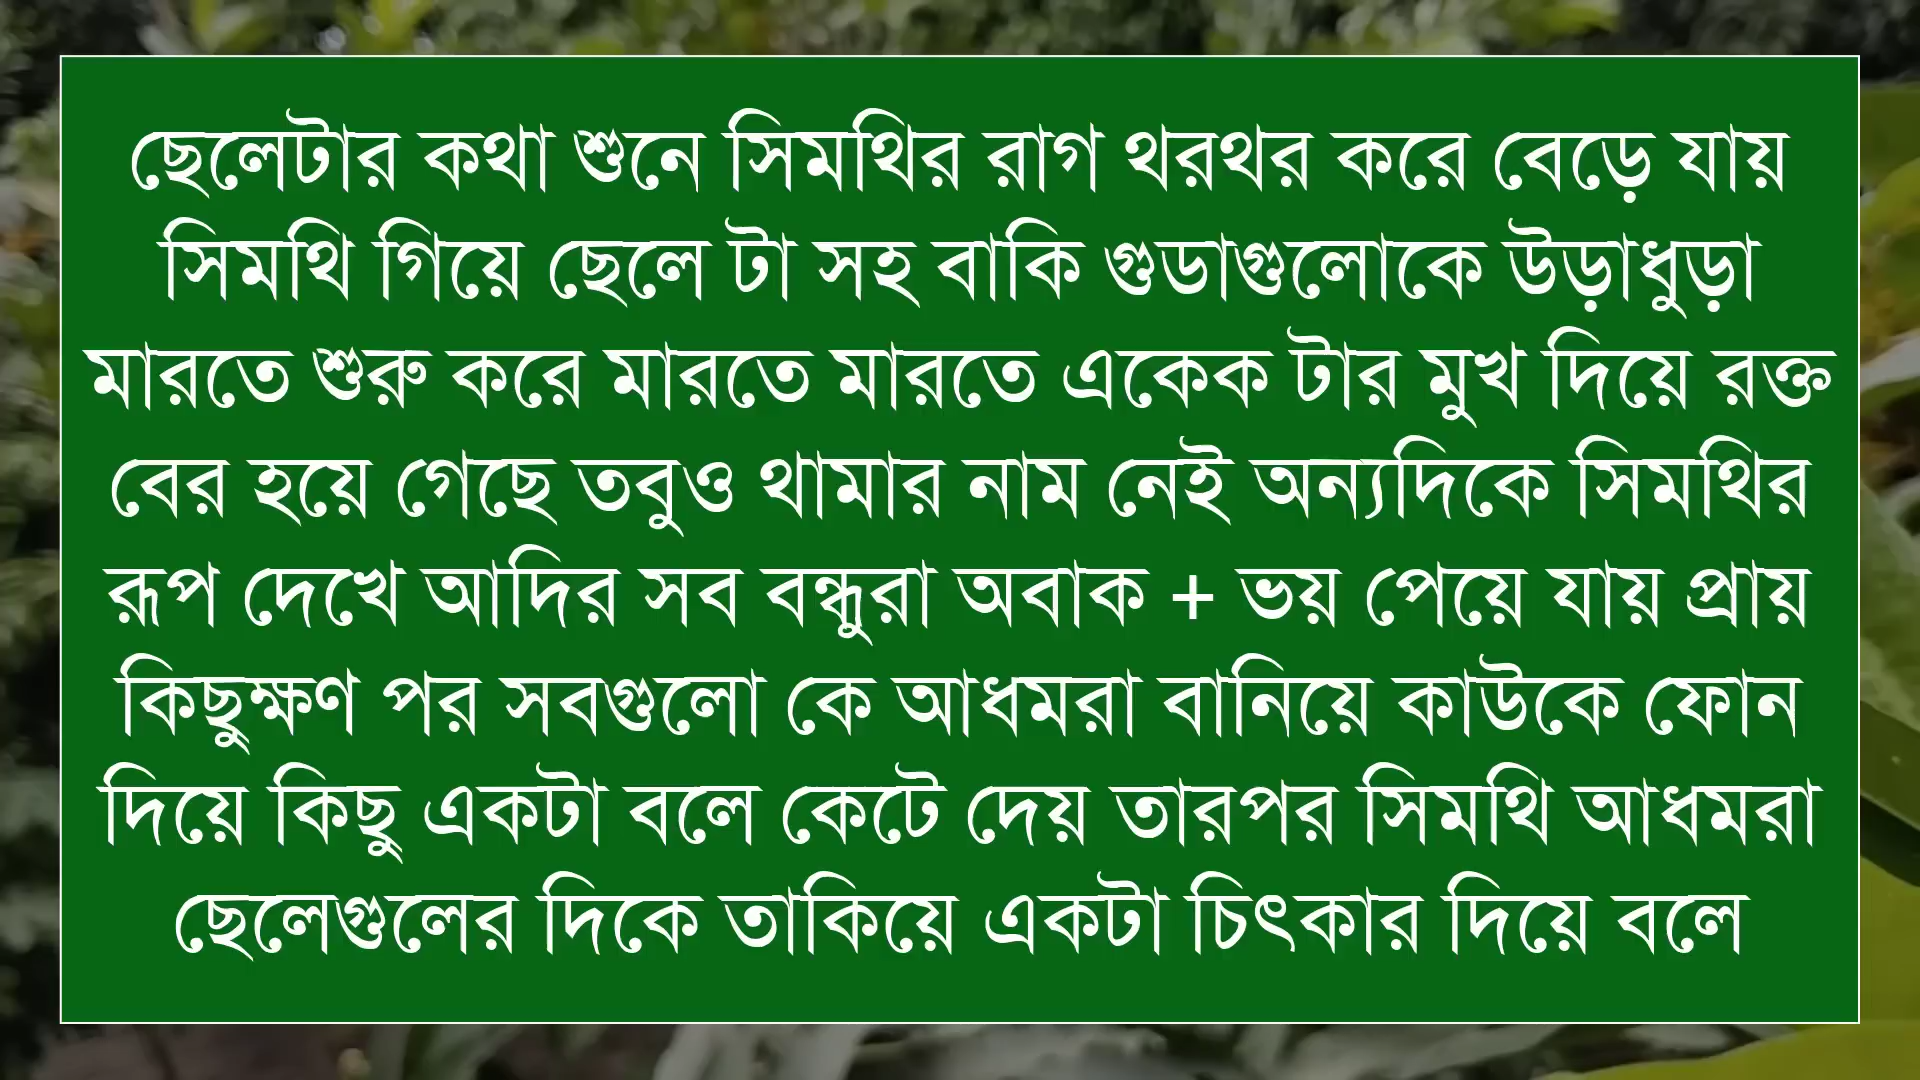 ছেলেটার কথা শুনে সিমথির রাগ থরথর করে বেড়ে যায়
সিমথি গিয়ে ছেলে টা সহ বাকি গুডাগুলোকে উড়াধুড়া
মারতে শুরু করে মারতে মারতে একেক টার মুখ দিয়ে রক্ত
বের হয়ে গেছে তবুও থামার নাম নেই অন্যদিকে সিমথির
রূপ দেখে আদির সব বন্ধুরা অবাক + ভয় পেয়ে যায় প্রায়
কিছুক্ষণ পর সবগুলো কে আধমরা বানিয়ে কাউকে ফোন
দিয়ে কিছু একটা বলে কেটে দেয় তারপর সিমথি আধমরা
ছেলেগুলের দিকে তাকিয়ে একটা চিৎকার দিয়ে বলে